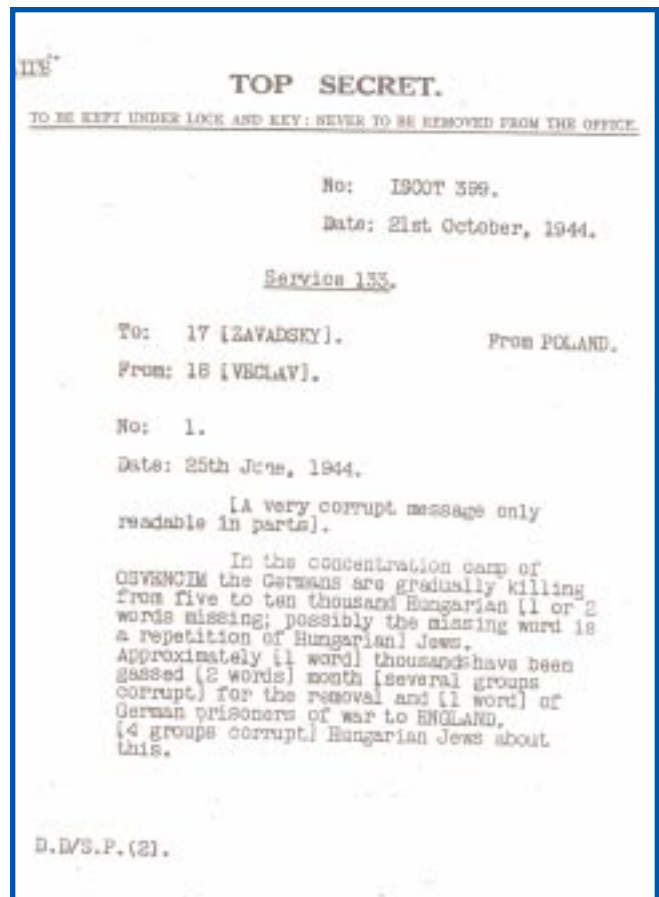 TOP SECRET.
TO BE KEPT UNDER LOCK AND KEY: NEVER TO BE REMOVED FROM THE OFFICE.
No: ISCOT 399.
Date: 21st October, 1944.
Service 133.
To: 17 [ZAVADSKY]. From POLAND.
From: 18 [VECLAV].
No: 1.
Date: 25th June, 1944.
[A very corrupt message only
readable in parts].
In the concentration camp of
OSVENCIM the Germans are gradually killing
from five to ten thousand Hungarian [1 or 2
words missing; possibly the missing word is
a repetition of Hungarian] Jews.
Approximately [1 word] thousands have been
gassed [2 words] month [several groups
corrupt] for the removal and [1 word] of
German prisoners of war to ENGLAND,
[4 groups corrupt] Hungarian Jews about
this.
D.D/S.P.(2).